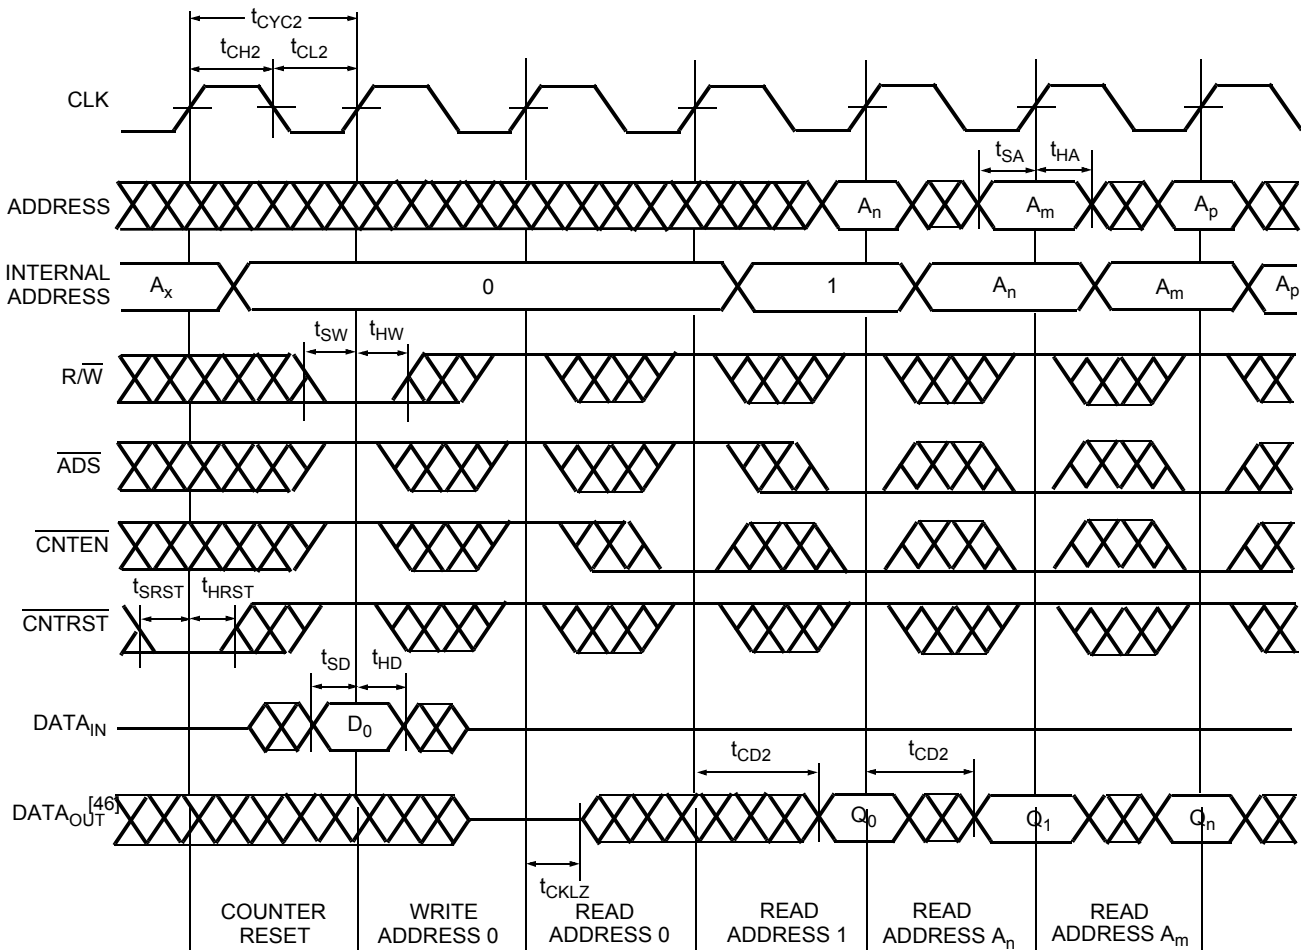 tCYC2
tCH2 tCL2
CLK
tSA tHA
ADDRESS An Am Ap
INTERNAL
ADDRESS Ax 0 1 An Am Ap
tSW tHW
R/W
ADS
CNTEN
tSRST tHRST
CNTRST
tSD tHD
DATAIN D0
tCD2 tCD2
DATAOUT[46] Q0 Q1 Qn
tCKLZ
COUNTER
RESET
WRITE
ADDRESS 0
READ
ADDRESS 0
READ
ADDRESS 1
READ
ADDRESS An
READ
ADDRESS Am